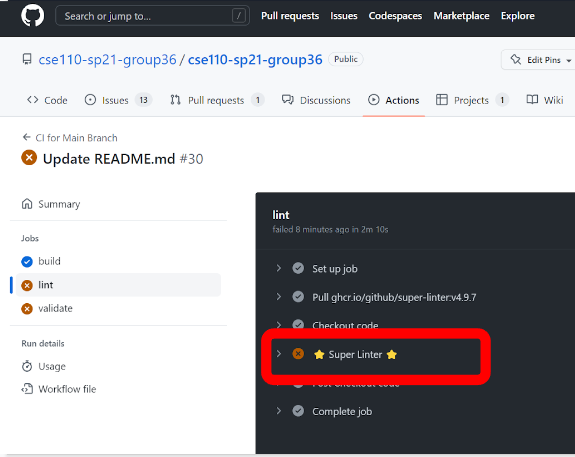 Search or jump to... /
Pull requests Issues Codespaces Marketplace Explore
cse110-sp21-group36 / cse110-sp21-group36 Public
Edit Pins
Code Issues 13 Pull requests 1 Discussions Actions Projects 1 Wiki
CI for Main Branch
Update README.md #30
Summary
Jobs
build
lint
validate
Run details
Usage
Workflow file
lint
failed 8 minutes ago in 2m 10s
Set up job
Pull ghcr.io/github/super-linter:v4.9.7
Checkout code
⭐ Super Linter ⭐
Post Checkout code
Complete job